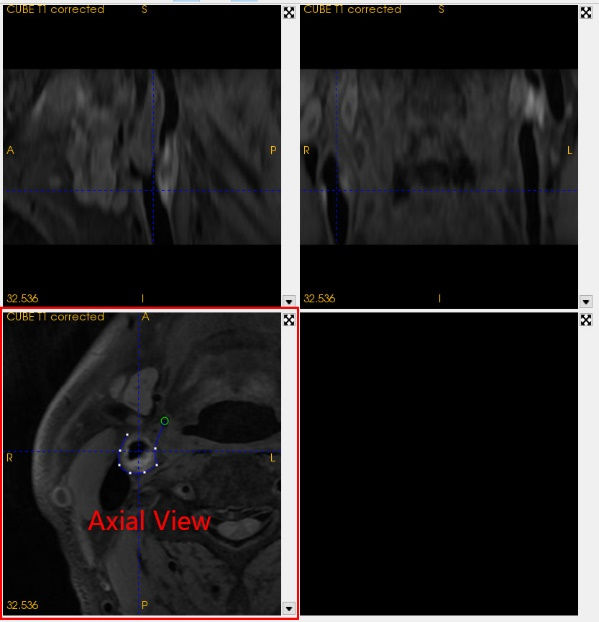 CUBE T1 corrected S
A P
32.536 I
CUBE T1 corrected S
R L
32.536 I
CUBE T1 corrected A
R L
Axial View
32.536 P